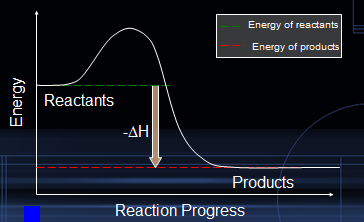 Energy of reactants
Energy of products
Energy
Reactants
-ΔH
Products
Reaction Progress